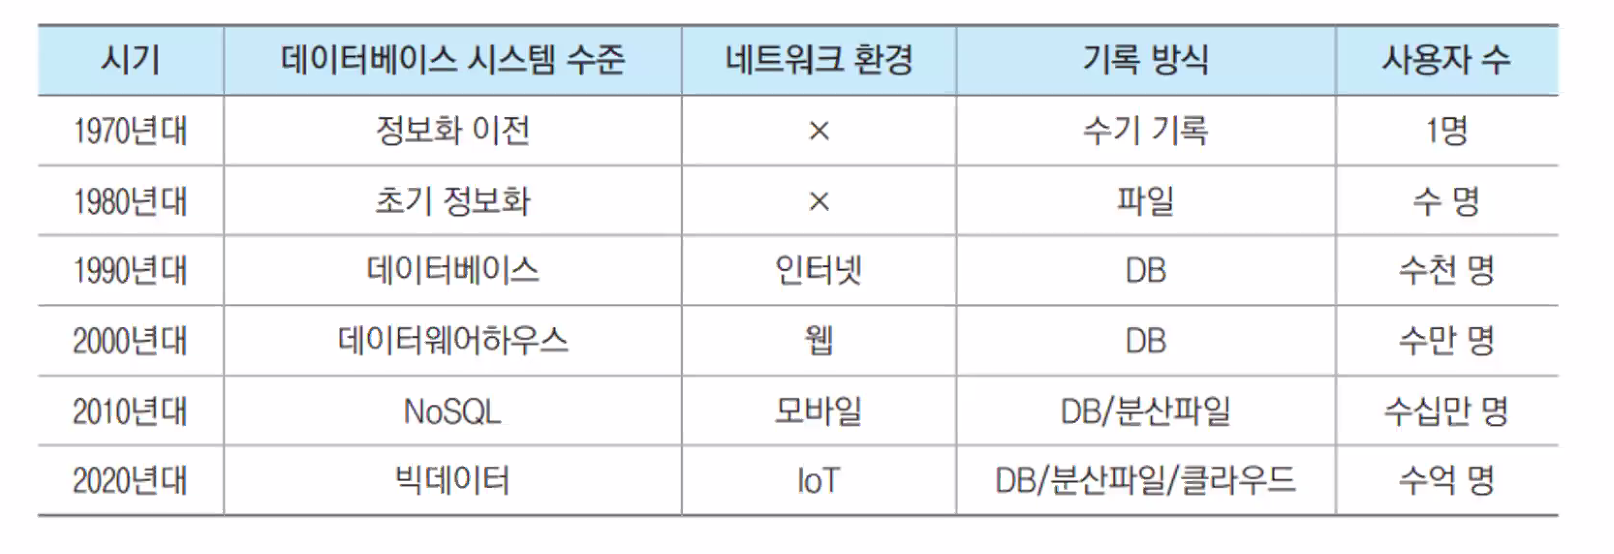 시기 데이터베이스 시스템 수준 네트워크 환경 기록 방식 사용자 수
1970년대 정보화 이전 × 수기 기록 1명
1980년대 초기 정보화 × 파일 수 명
1990년대 데이터베이스 인터넷 DB 수천 명
2000년대 데이터웨어하우스 웹 DB 수만 명
2010년대 NoSQL 모바일 DB/분산파일 수십만 명
2020년대 빅데이터 IoT DB/분산파일/클라우드 수억 명